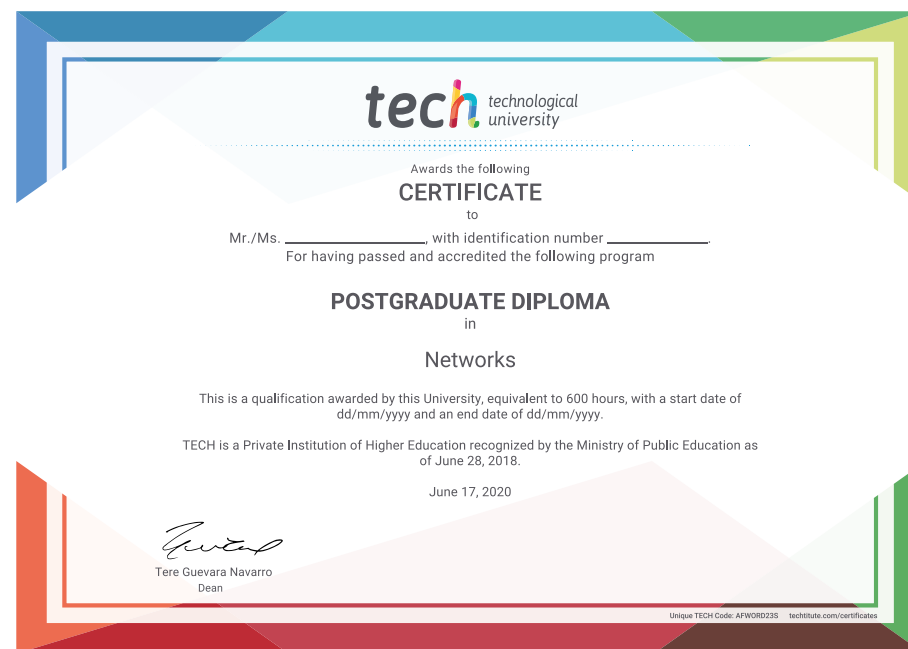 tech technological
university
Awards the following
CERTIFICATE
to
Mr./Ms. ____________________, with identification number ______________.
For having passed and accredited the following program
POSTGRADUATE DIPLOMA
in
Networks
This is a qualification awarded by this University, equivalent to 600 hours, with a start date of
dd/mm/yyyy and an end date of dd/mm/yyyy.
TECH is a Private Institution of Higher Education recognized by the Ministry of Public Education as
of June 28, 2018.
June 17, 2020
Tere Guevara Navarro
Dean
Unique TECH Code: AFWORD23S techtitute.com/certificates